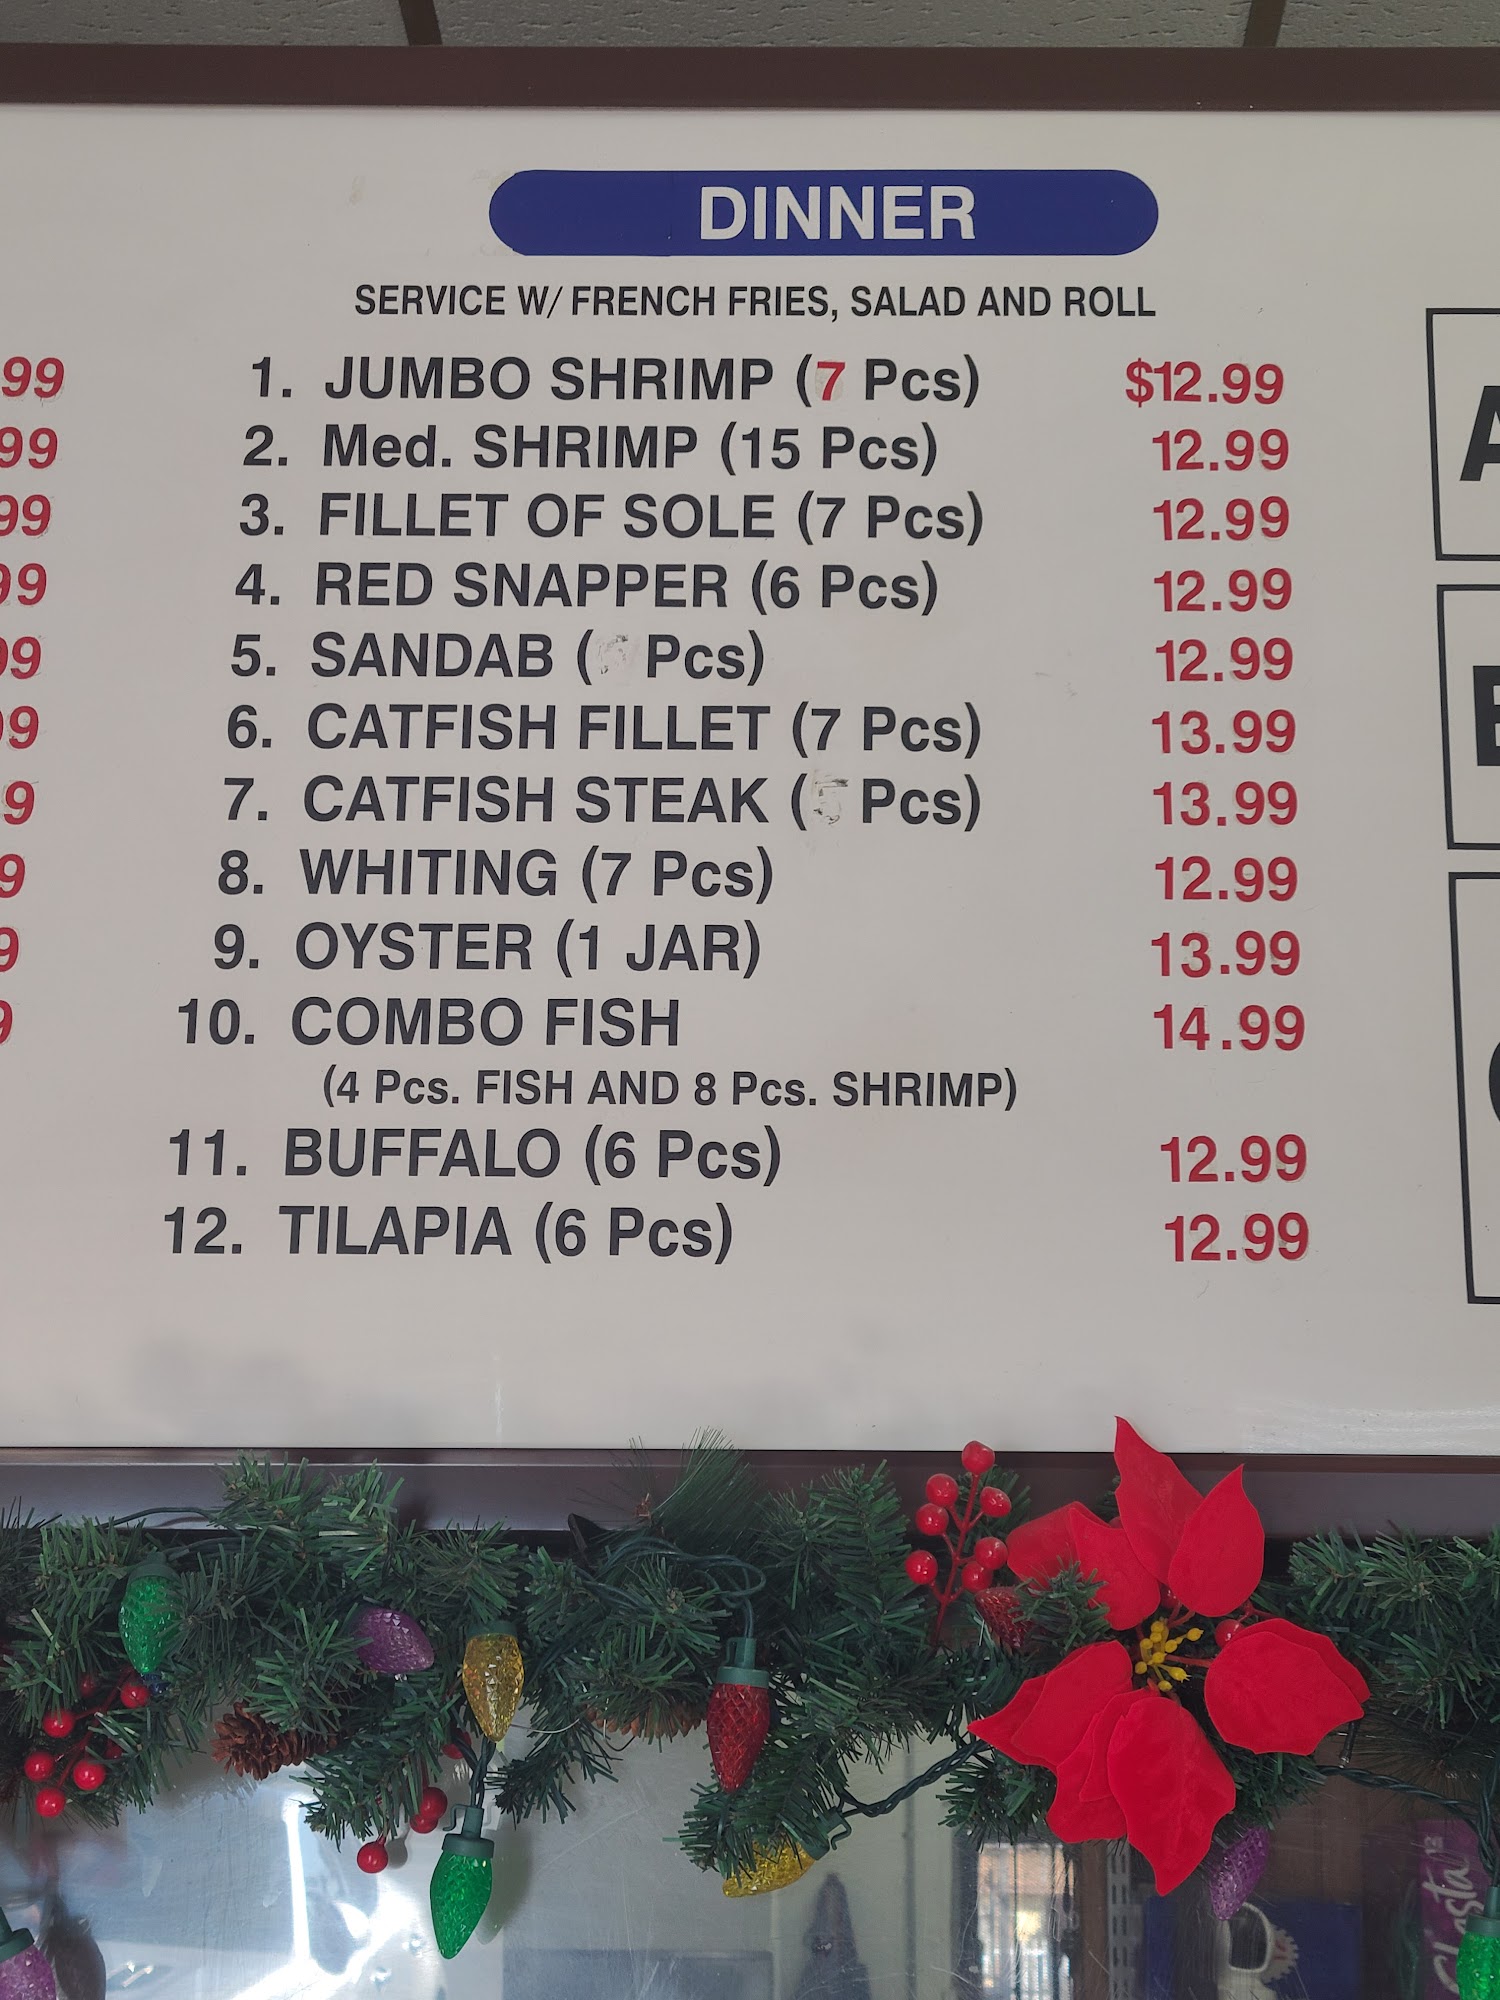 DINNER
SERVICE W/ FRENCH FRIES, SALAD AND ROLL
1. JUMBO SHRIMP (7 Pcs) $12.99
2. Med. SHRIMP (15 Pcs) 12.99
3. FILLET OF SOLE (7 Pcs) 12.99
4. RED SNAPPER (6 Pcs) 12.99
5. SANDAB ( Pcs) 12.99
6. CATFISH FILLET (7 Pcs) 13.99
7. CATFISH STEAK ( Pcs) 13.99
8. WHITING (7 Pcs) 12.99
9. OYSTER (1 JAR) 13.99
10. COMBO FISH 14.99
(4 Pcs. FISH AND 8 Pcs. SHRIMP)
11. BUFFALO (6 Pcs) 12.99
12. TILAPIA (6 Pcs) 12.99